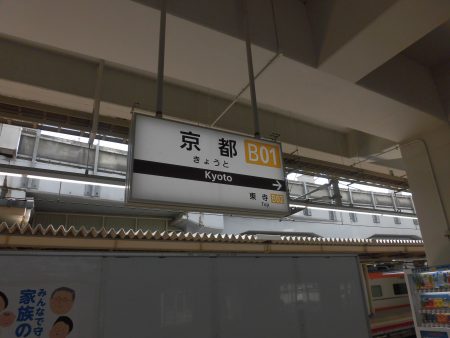 京都 B01
きょうと
Kyoto
東寺 B02
Toji
みんなで守
家族の